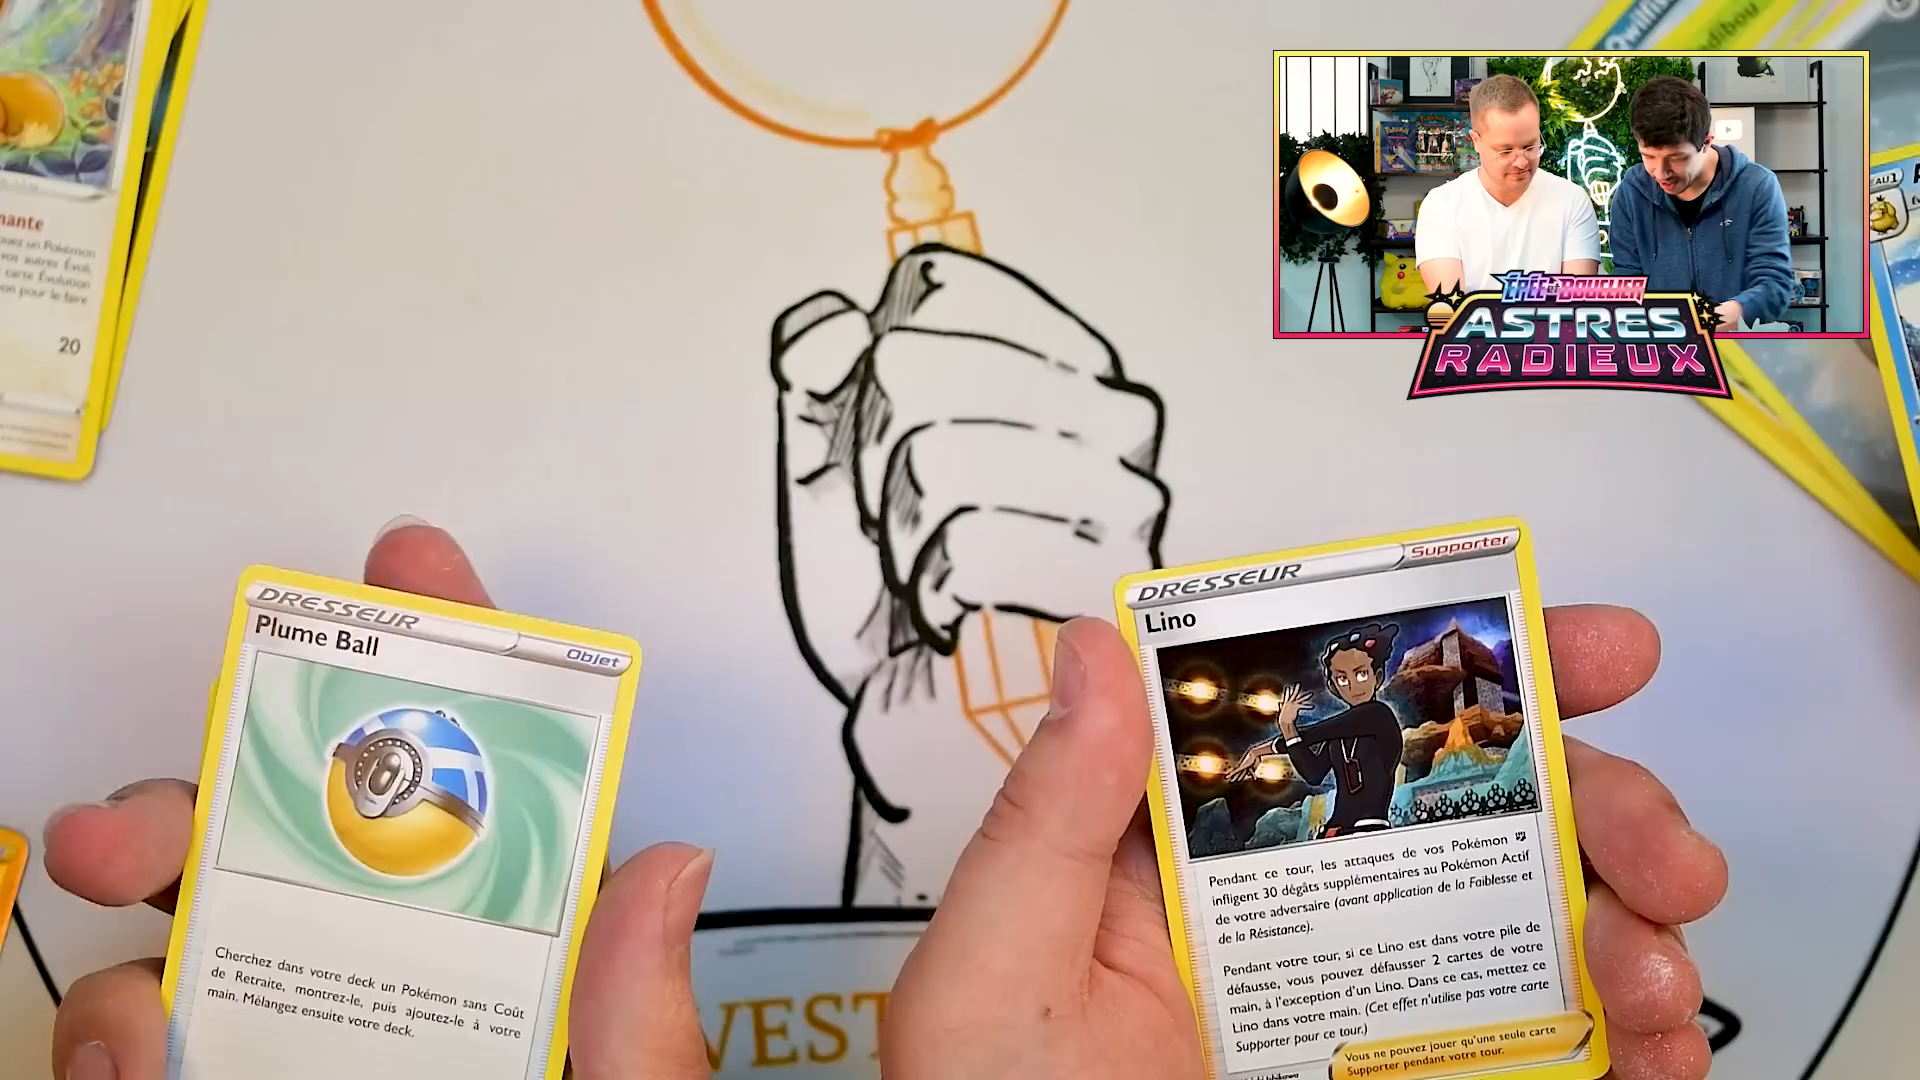 nante
20
ÉPÉE et BOUCLIER
ASTRES
RADIEUX
DRESSEUR
Plume Ball
Objet
Cherchez dans votre deck un Pokémon sans Coût
de Retraite, montrez-le, puis ajoutez-le à votre
main. Mélangez ensuite votre deck.
DRESSEUR
Supporter
Lino
Pendant ce tour, les attaques de vos Pokémon
infligent 30 dégâts supplémentaires au Pokémon Actif
de votre adversaire (avant application de la Faiblesse et
de la Résistance).
Pendant votre tour, si ce Lino est dans votre pile de
défausse, vous pouvez défausser 2 cartes de votre
main, à l'exception d'un Lino. Dans ce cas, mettez ce
Lino dans votre main. (Cet effet n'utilise pas votre carte
Supporter pour ce tour.)
Vous ne pouvez jouer qu'une seule carte
Supporter pendant votre tour.
VEST